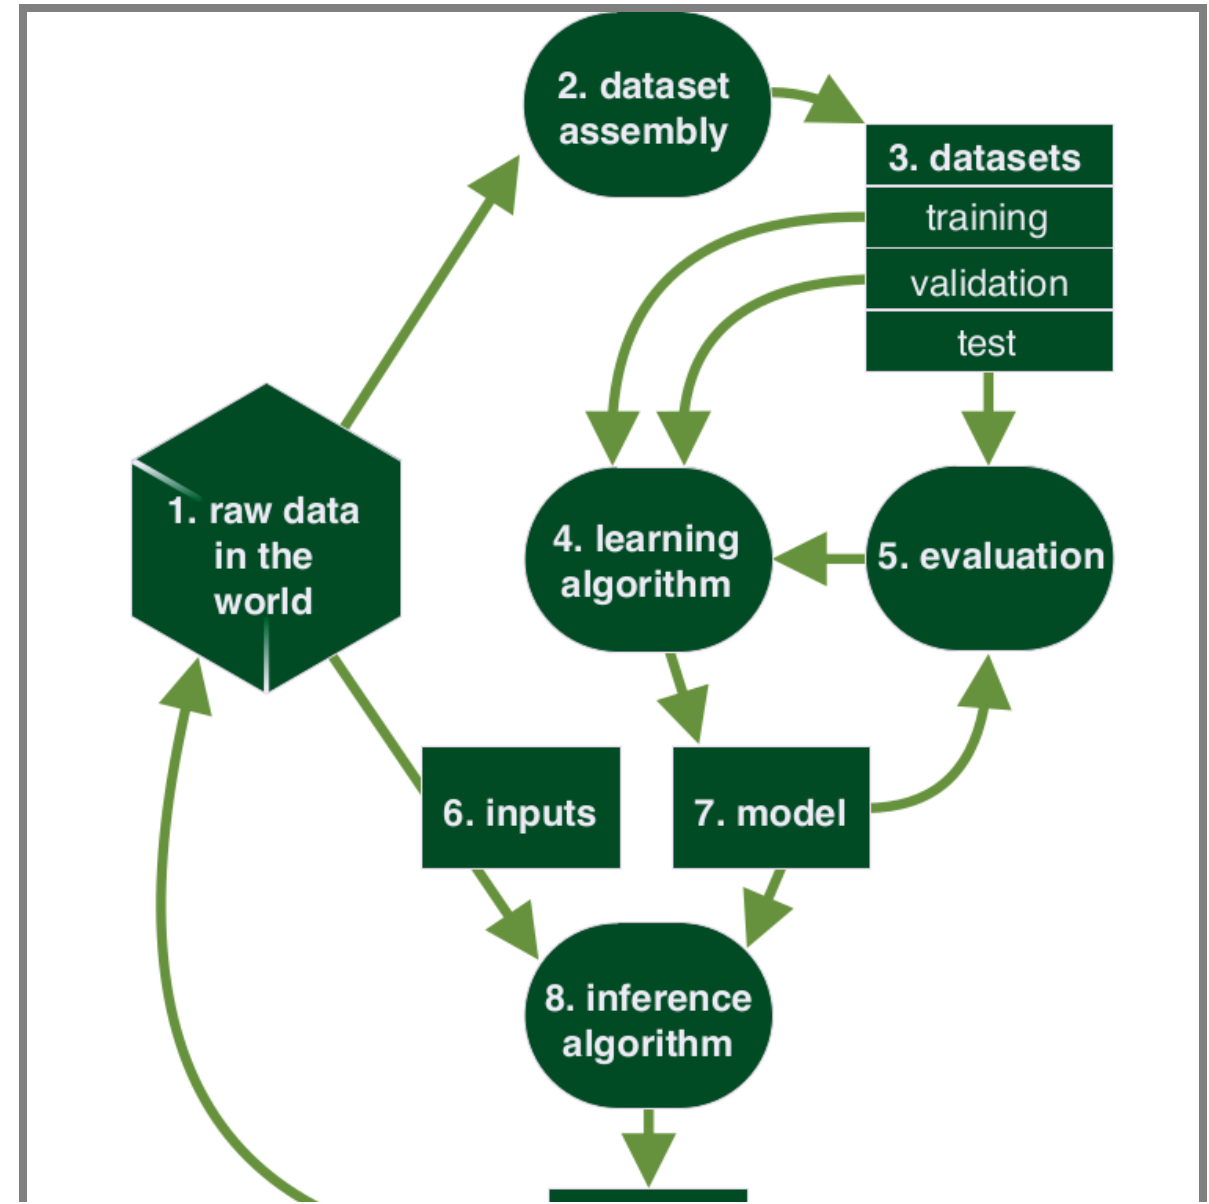 2. dataset
assembly
3. datasets
training
validation
test
1. raw data
in the
world
4. learning
algorithm
5. evaluation
6. inputs
7. model
8. inference
algorithm